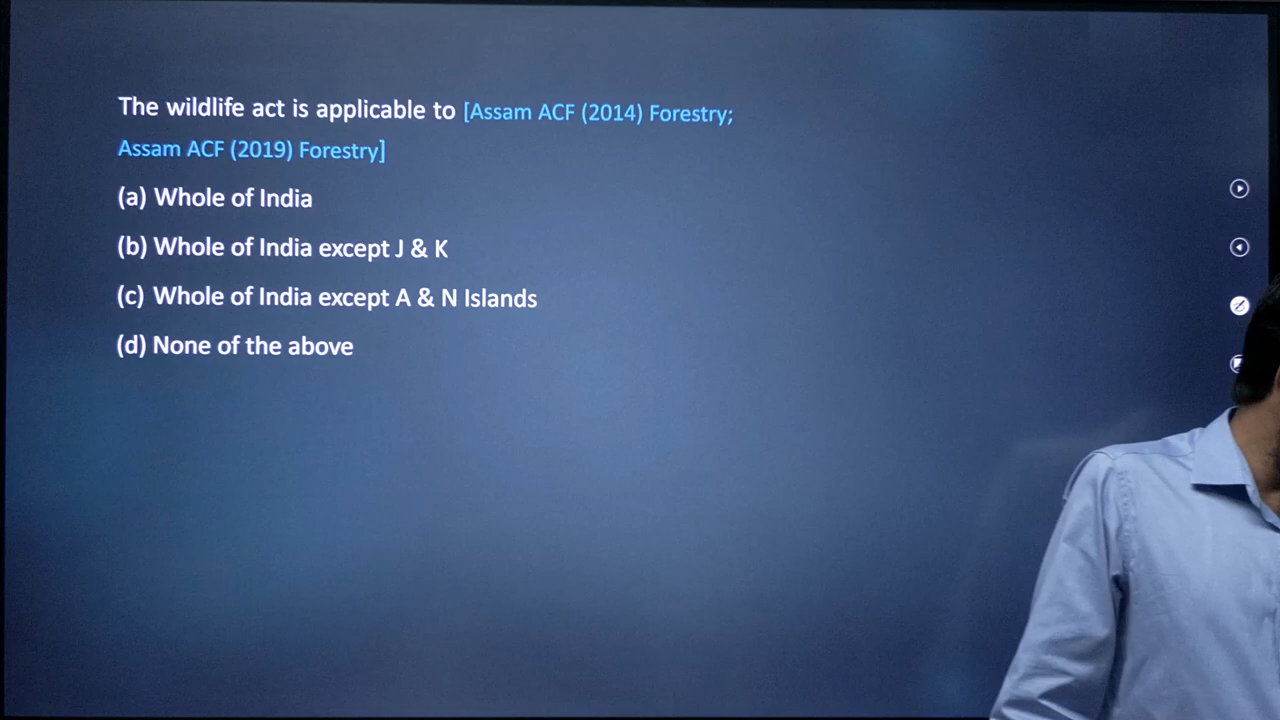 The wildlife act is applicable to [Assam ACF (2014) Forestry;
Assam ACF (2019) Forestry]
(a) Whole of India
(b) Whole of India except J & K
(c) Whole of India except A & N Islands
(d) None of the above